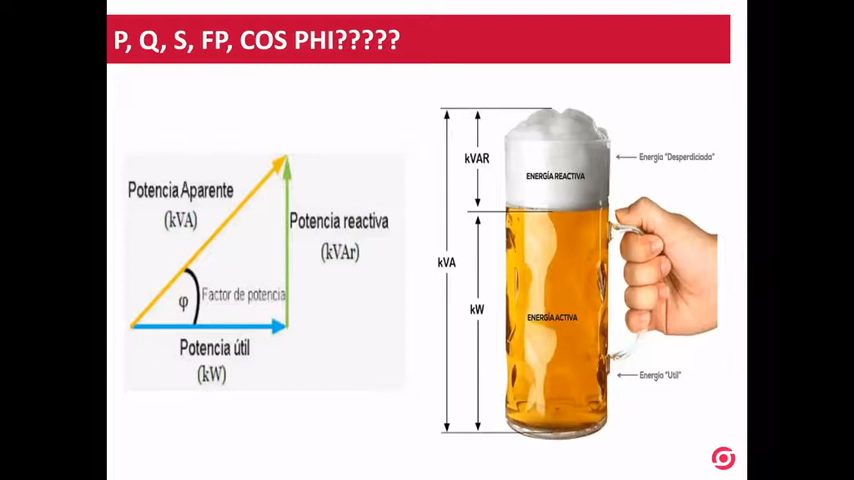 P, Q, S, FP, COS PHI?????
Potencia Aparente
(kVA)
Potencia reactiva
(kVAr)
φ
Factor de potencia
Potencia útil
(kW)
kVAR
kVA
kW
ENERGÍA REACTIVA
ENERGÍA ACTIVA
Energía "Desperdiciada"
Energía "Util"